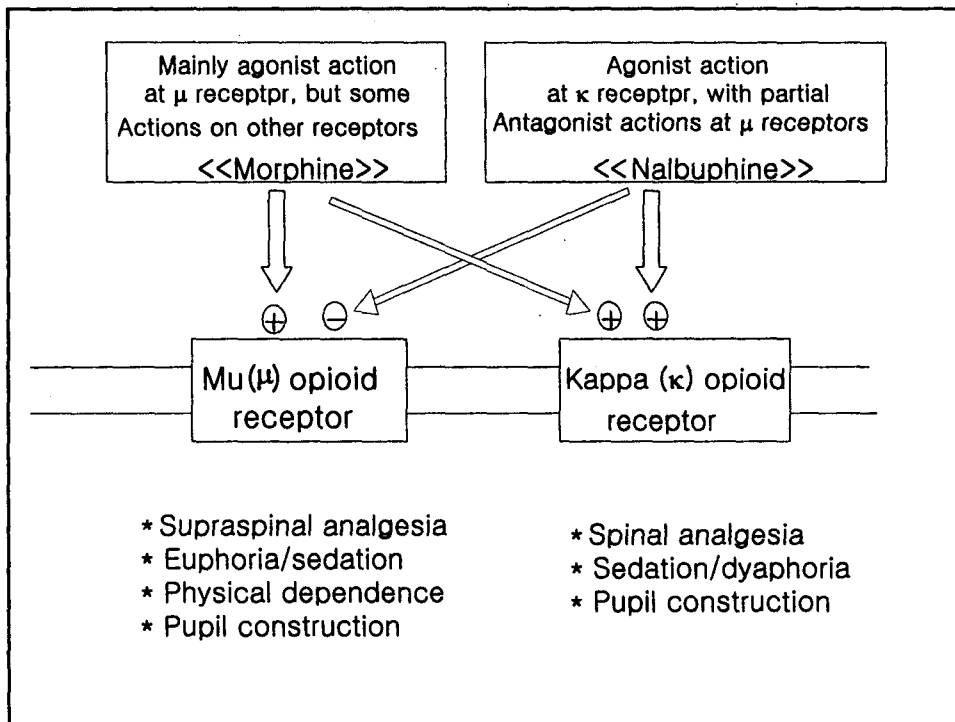 Mainly agonist action
at μ receptpr, but some
Actions on other receptors
<<Morphine>>
Agonist action
at κ receptpr, with partial
Antagonist actions at μ receptors
<<Nalbuphine>>
+ − + +
Mu(μ) opioid
receptor
Kappa (κ) opioid
receptor
* Supraspinal analgesia
* Euphoria/sedation
* Physical dependence
* Pupil construction
* Spinal analgesia
* Sedation/dyaphoria
* Pupil construction